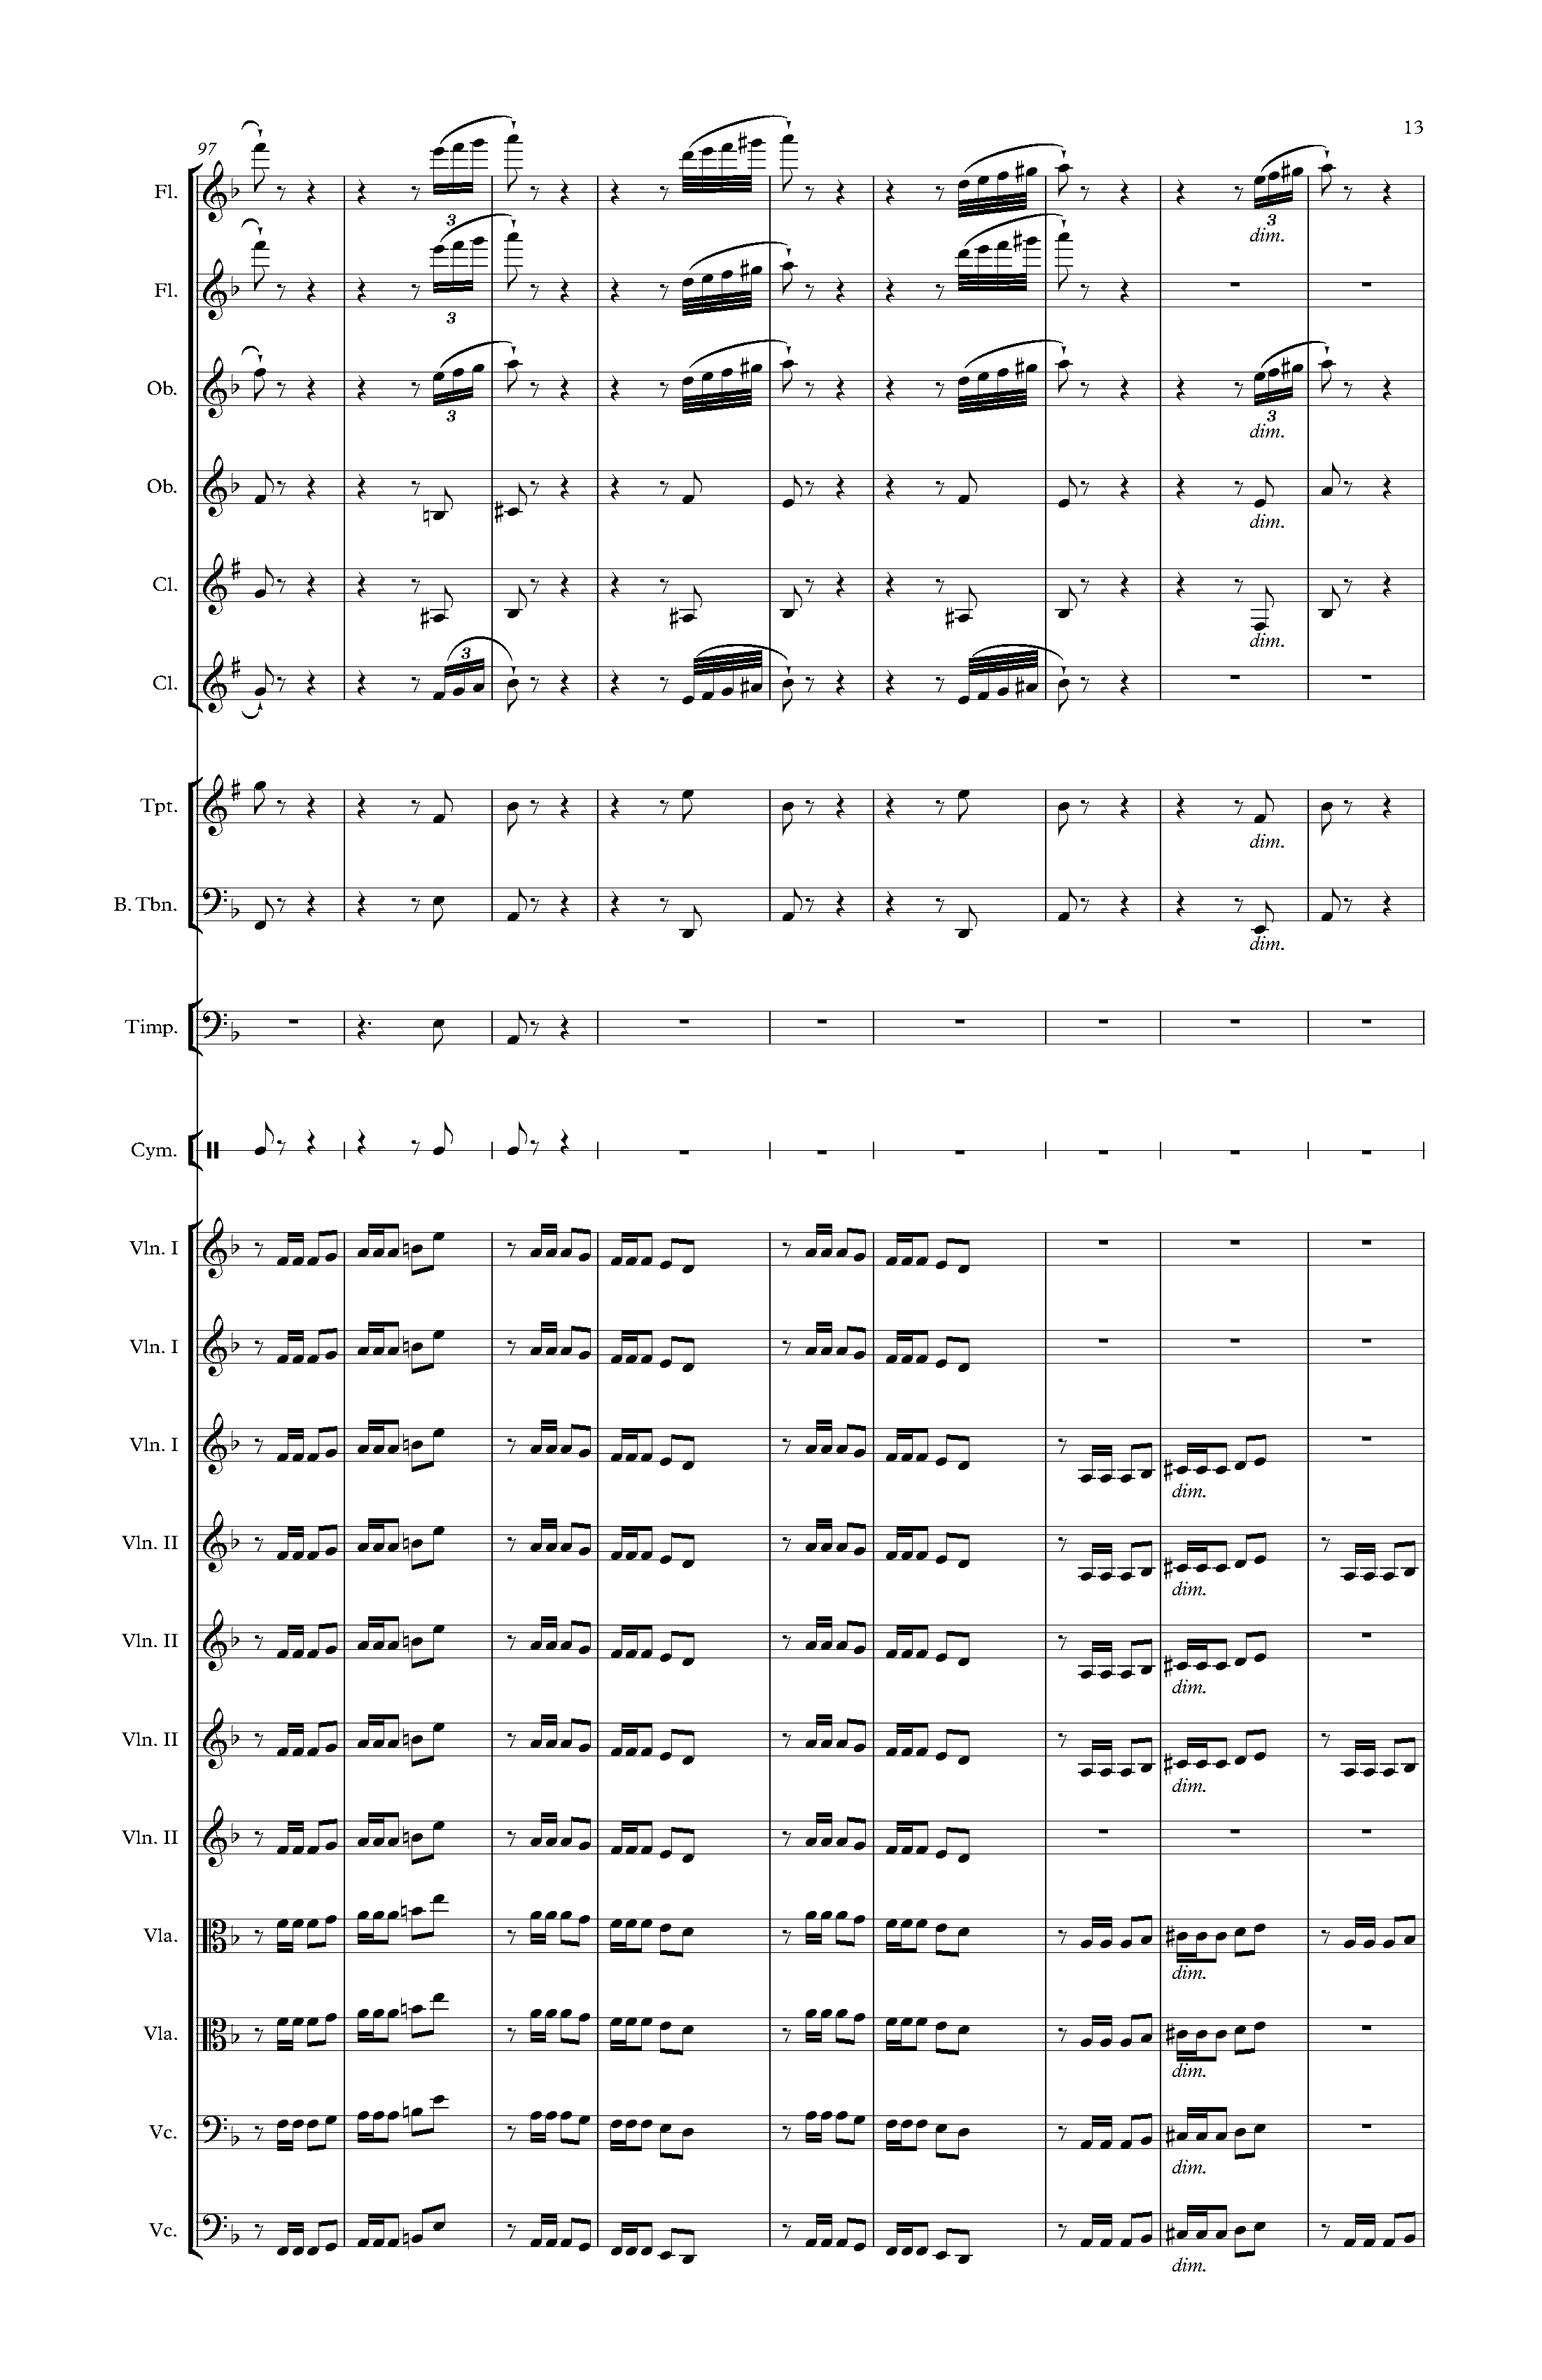 13
97
Fl.
3
3
dim.
Fl.
3
Ob.
3
3
dim.
Ob.
dim.
Cl.
dim.
Cl.
3
Tpt.
dim.
B. Tbn.
dim.
Timp.
Cym.
Vln. I
Vln. I
Vln. I
dim.
Vln. II
dim.
Vln. II
dim.
Vln. II
dim.
Vln. II
Vla.
dim.
Vla.
dim.
Vc.
dim.
Vc.
dim.